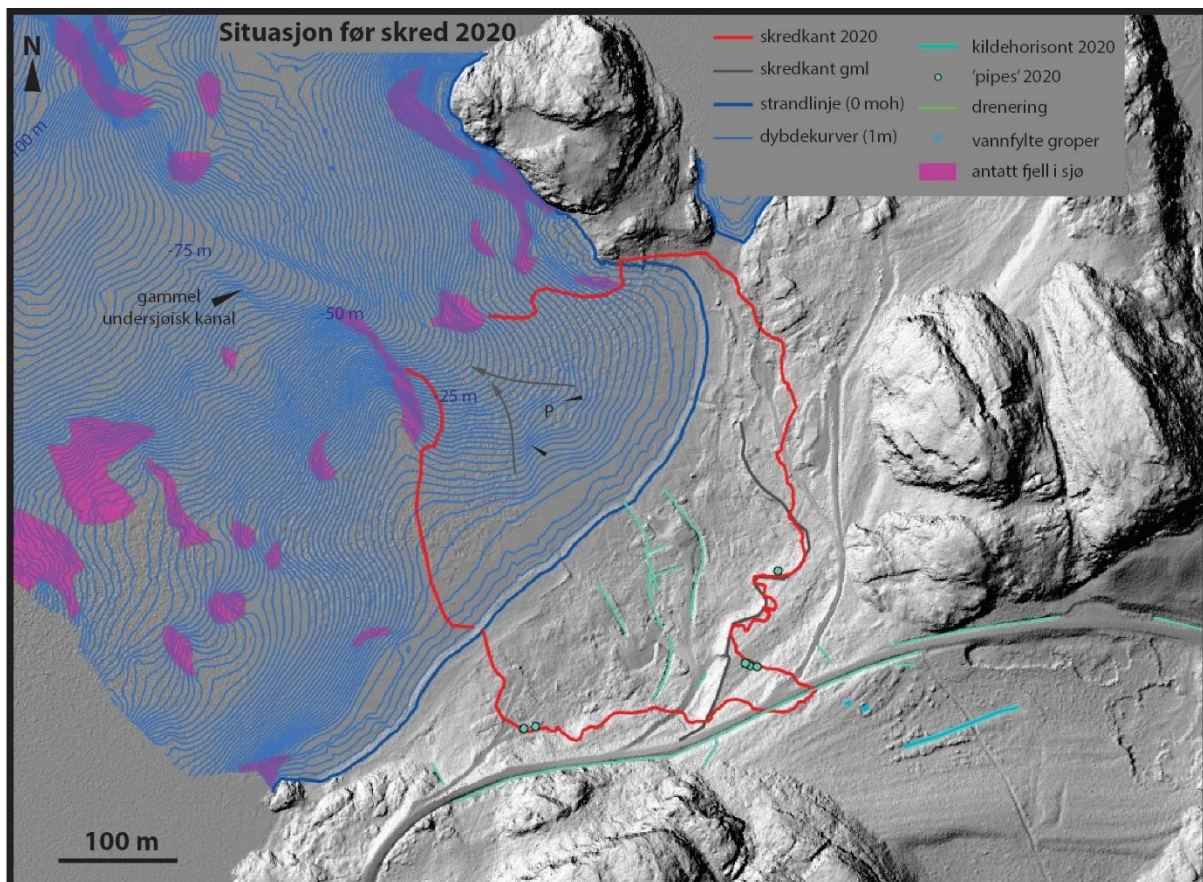 Situasjon før skred 2020
N
skredkant 2020
skredkant gml
strandlinje (0 moh)
dybdekurver (1m)
kildehorisont 2020
'pipes' 2020
drenering
vannfylte groper
antatt fjell i sjø
-100 m
-75 m
gammel
undersjøisk kanal
-50 m
-25 m
P
100 m